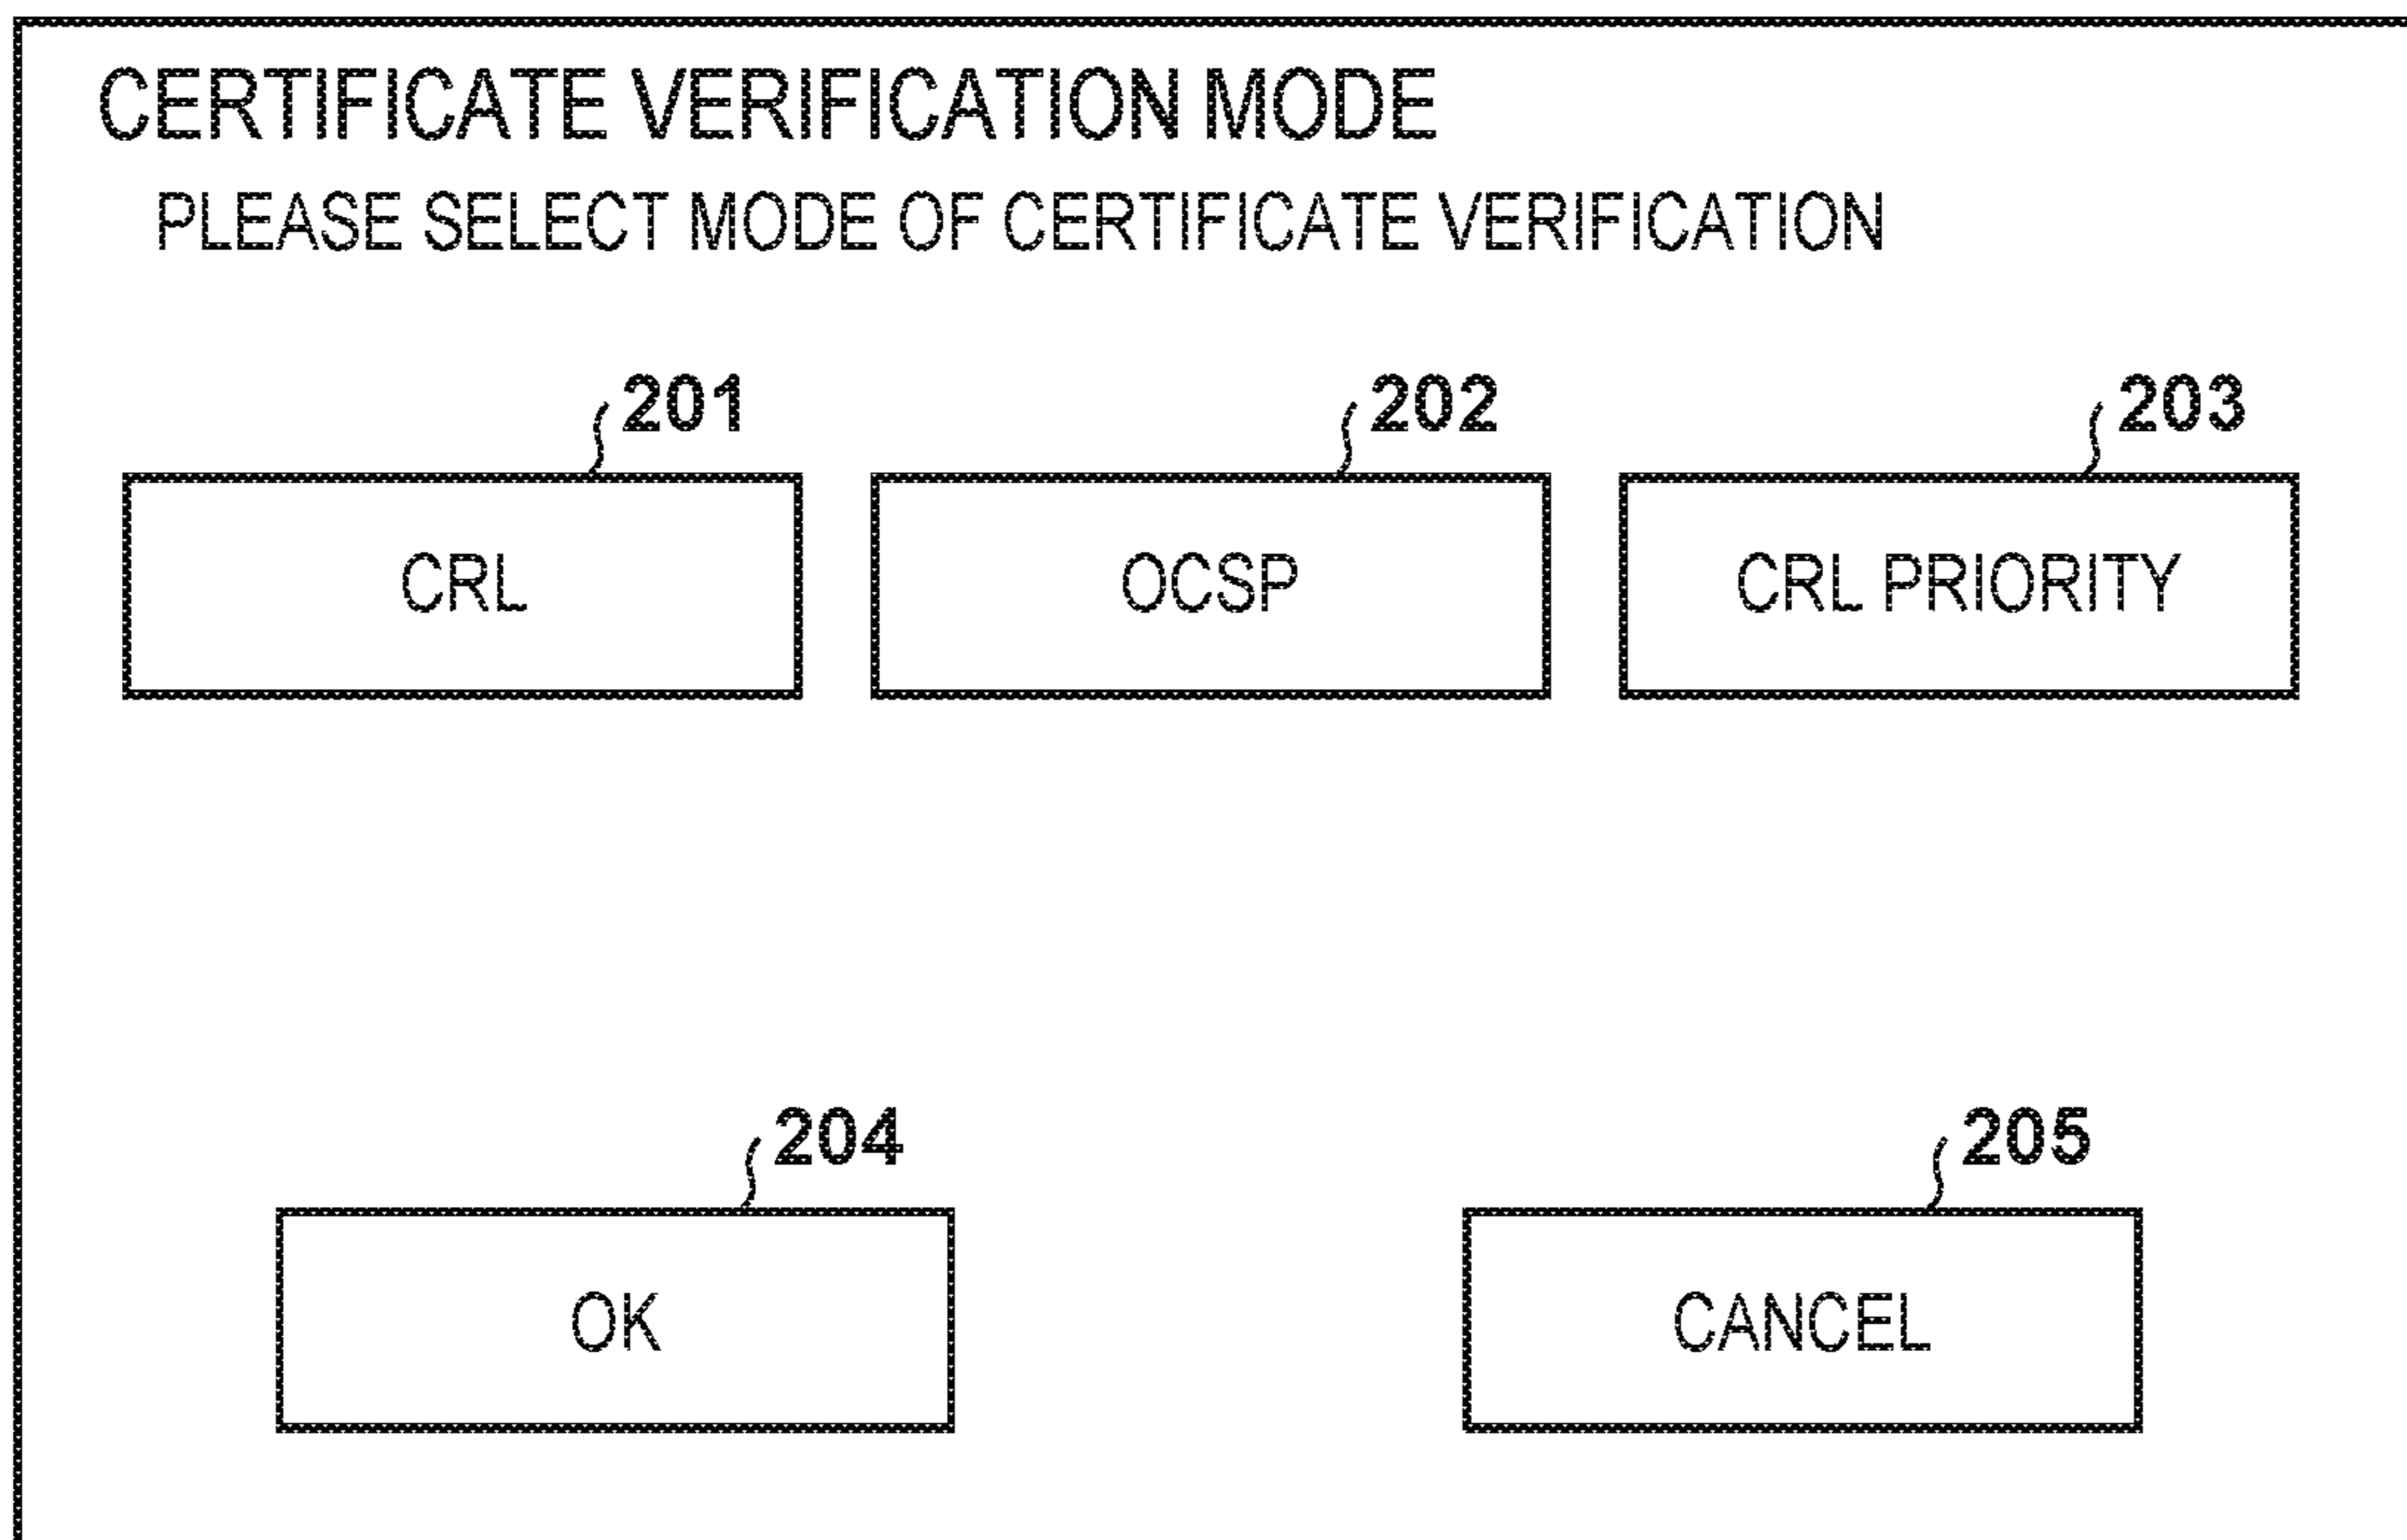 CERTIFICATE VERIFICATION MODE
PLEASE SELECT MODE OF CERTIFICATE VERIFICATION
201
202
203
CRL
OCSP
CRL PRIORITY
204
205
OK
CANCEL